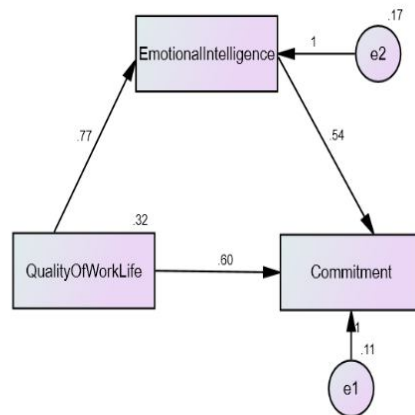 .17
EmotionalIntelligence
1
e2
.77
.54
.32
QualityOfWorkLife
.60
Commitment
1
.11
e1